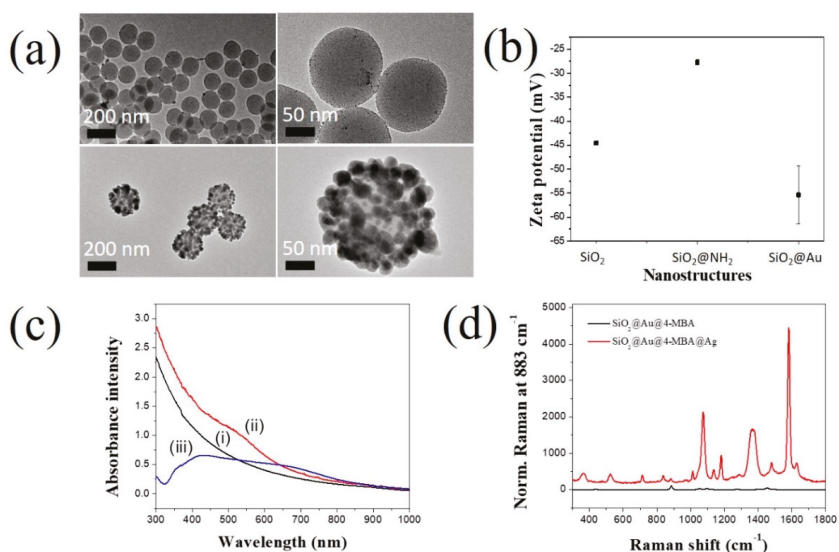 (a)
200 nm
50 nm
200 nm
50 nm
(b)
Zeta potential (mV)
-25
-30
-35
-40
-45
-50
-55
-60
-65
SiO₂
SiO₂@NH₂
SiO₂@Au
Nanostructures
(c)
Absorbance intensity
3.0
2.5
2.0
1.5
1.0
0.5
0.0
(i)
(ii)
(iii)
300 400 500 600 700 800 900 1000
Wavelength (nm)
(d)
Norm. Raman at 883 cm⁻¹
5000
4000
3000
2000
1000
0
SiO₂@Au@4-MBA
SiO₂@Au@4-MBA@Ag
400 600 800 1000 1200 1400 1600 1800
Raman shift (cm⁻¹)